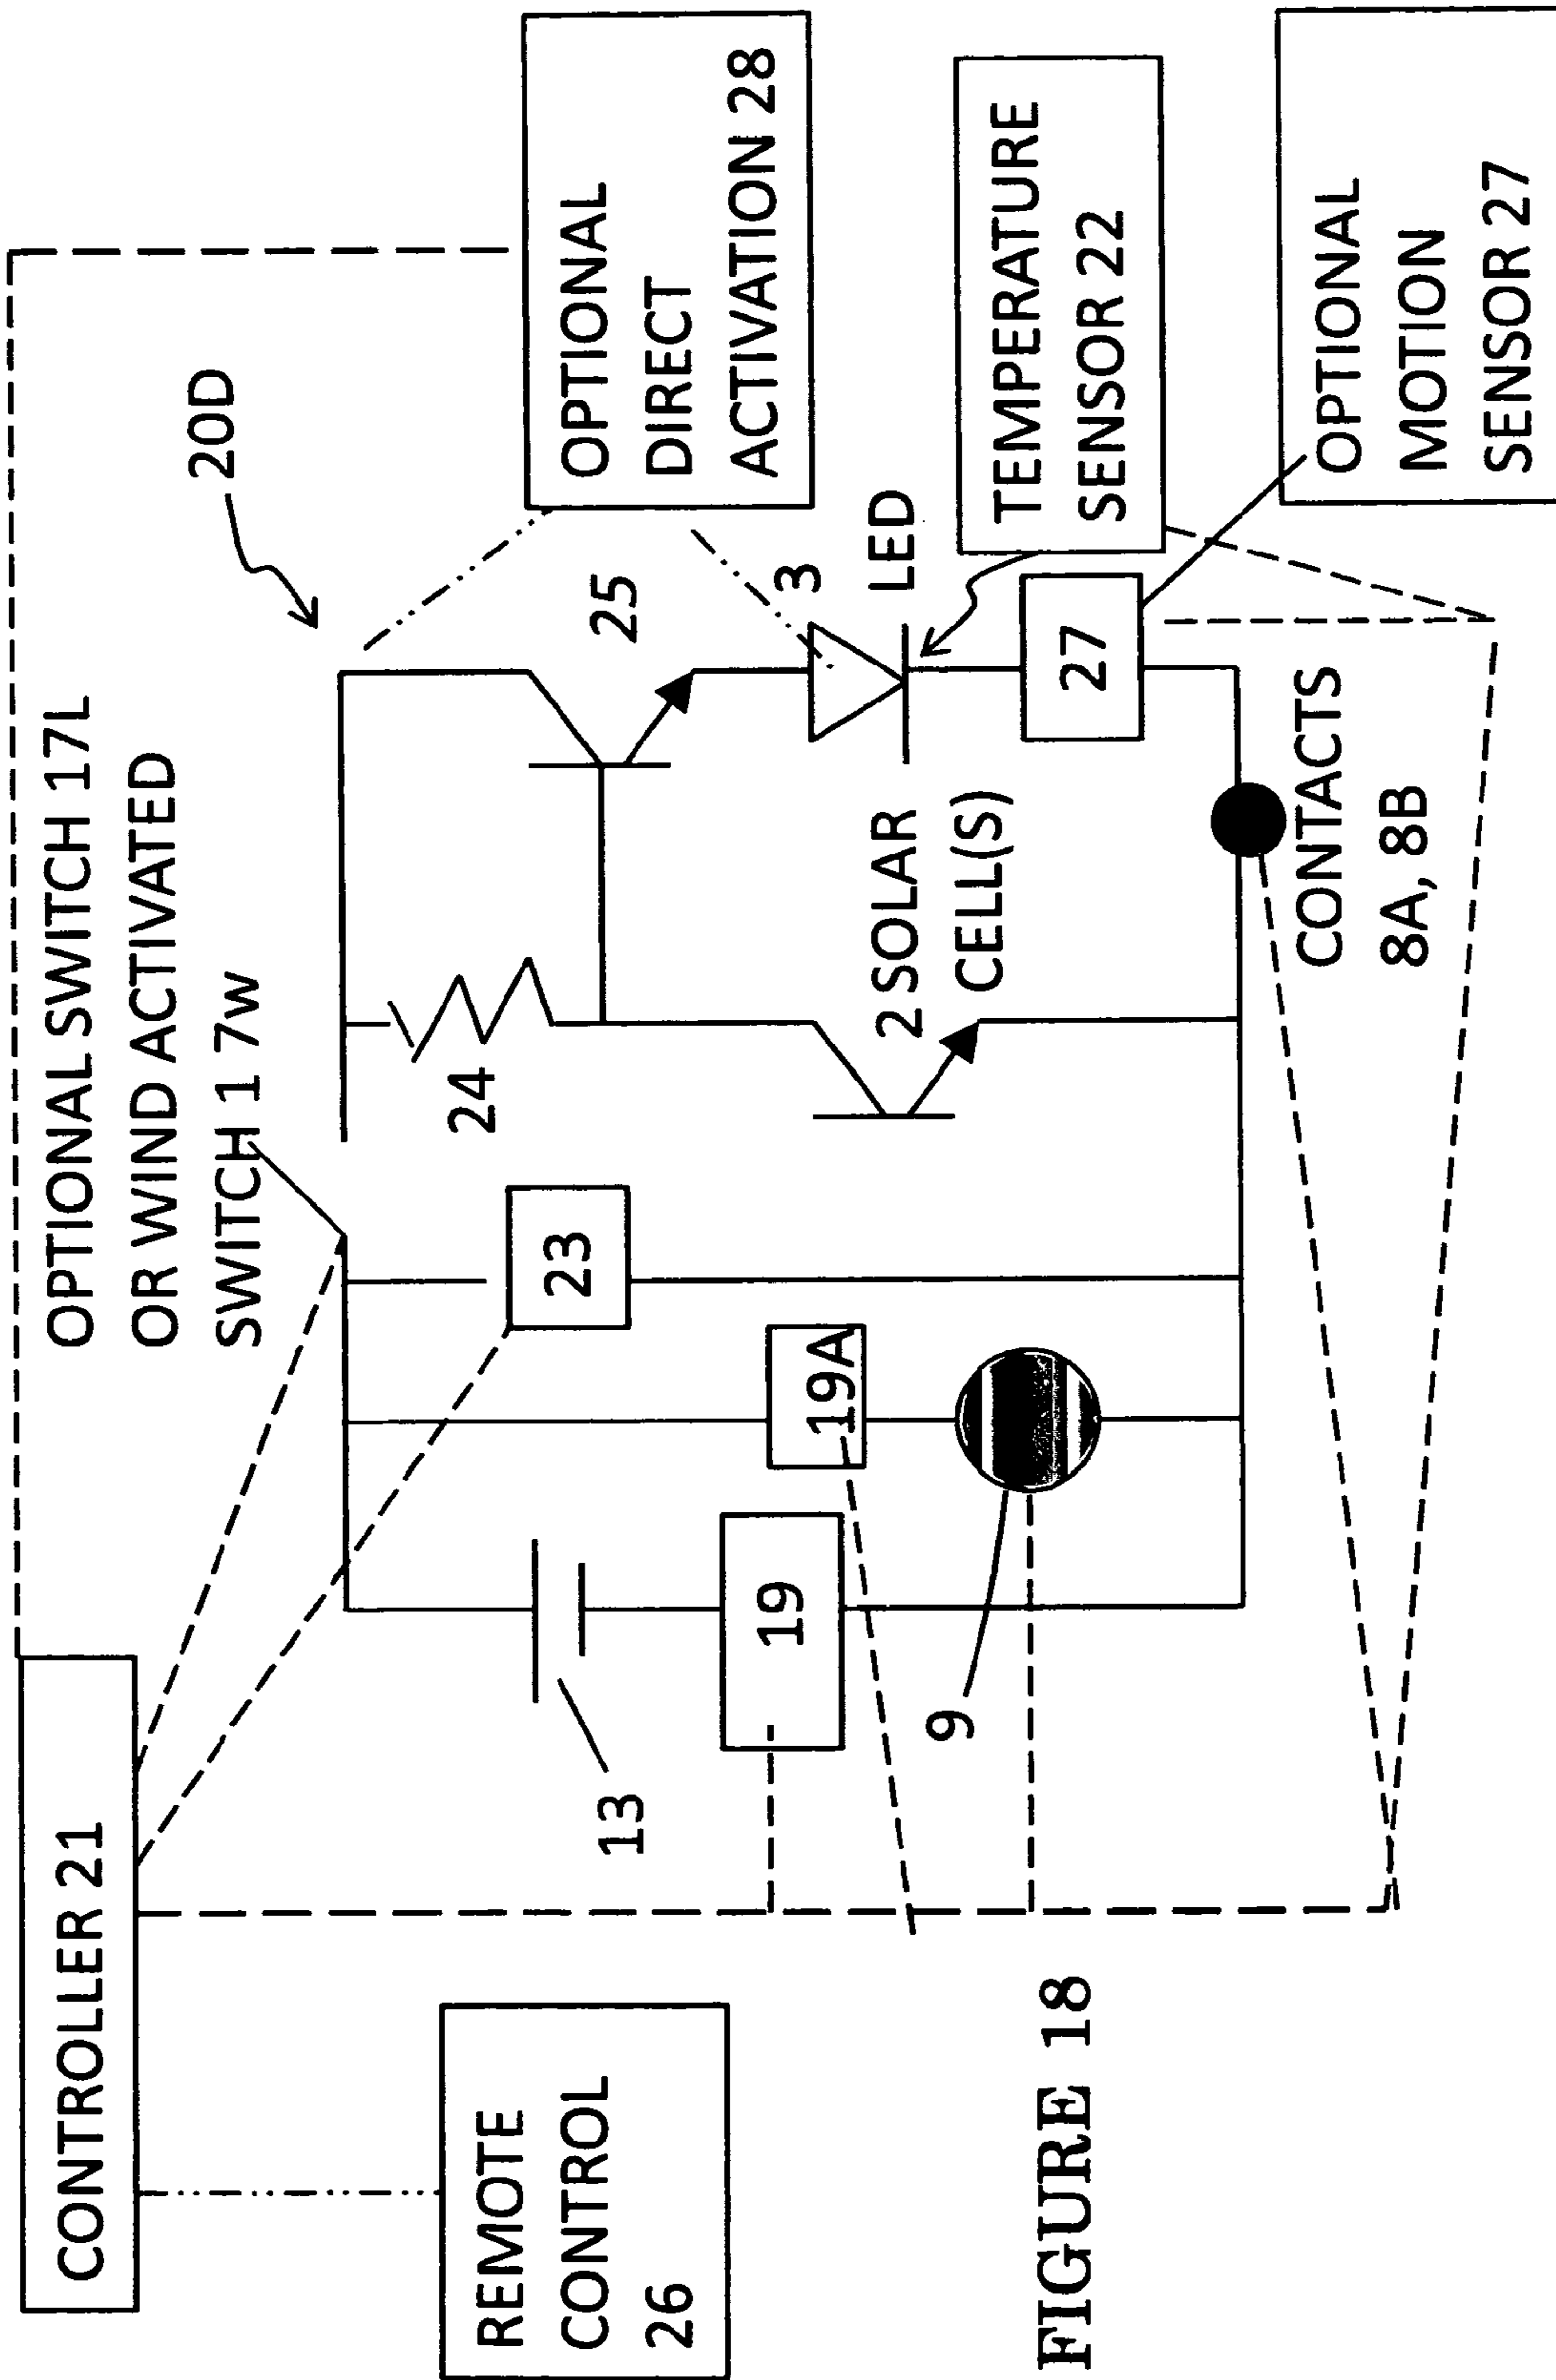 CONTROLLER 21
REMOTE
CONTROL
26
OPTIONAL SWITCH 17L
OR WIND ACTIVATED
SWITCH 1 7w
20D
OPTIONAL
DIRECT
ACTIVATION 28
13
19
19A
9
23
24
25
2 SOLAR
CELL(S)
3
LED
TEMPERATURE
SENSOR 22
27
OPTIONAL
MOTION
SENSOR 27
CONTACTS
8A, 8B
FIGURE 18